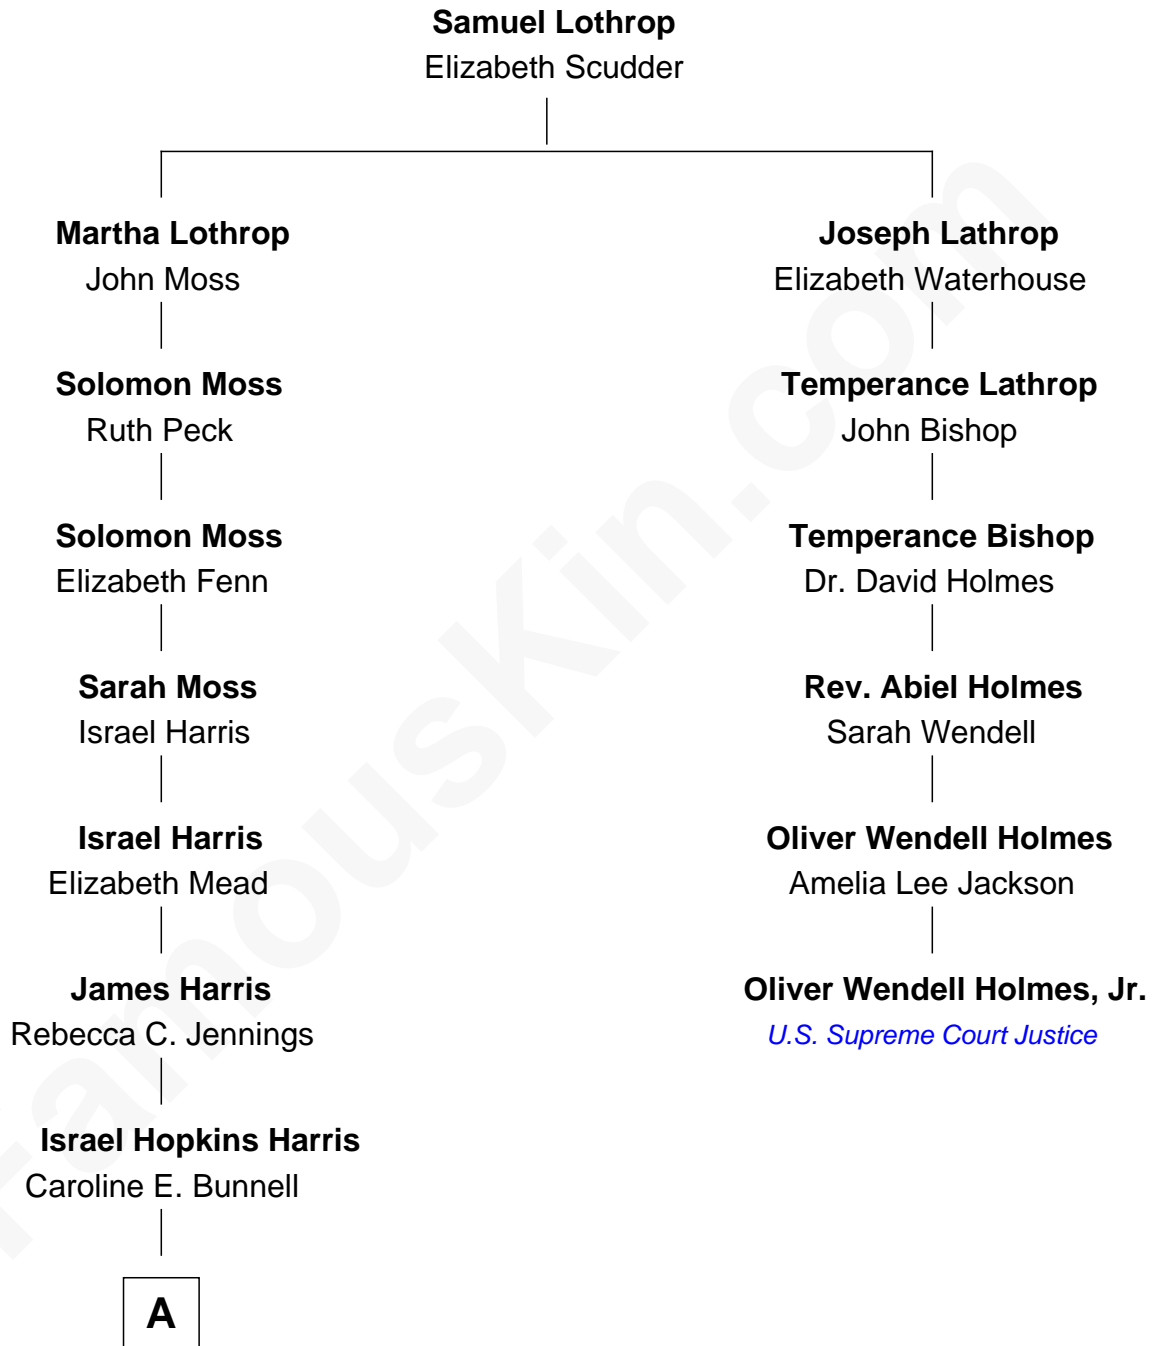 Samuel Lothrop
Elizabeth Scudder
Martha Lothrop
John Moss
Solomon Moss
Ruth Peck
Solomon Moss
Elizabeth Fenn
Sarah Moss
Israel Harris
Israel Harris
Elizabeth Mead
James Harris
Rebecca C. Jennings
Israel Hopkins Harris
Caroline E. Bunnell
A
Joseph Lathrop
Elizabeth Waterhouse
Temperance Lathrop
John Bishop
Temperance Bishop
Dr. David Holmes
Rev. Abiel Holmes
Sarah Wendell
Oliver Wendell Holmes
Amelia Lee Jackson
Oliver Wendell Holmes, Jr.
U.S. Supreme Court Justice
FamousKin.com